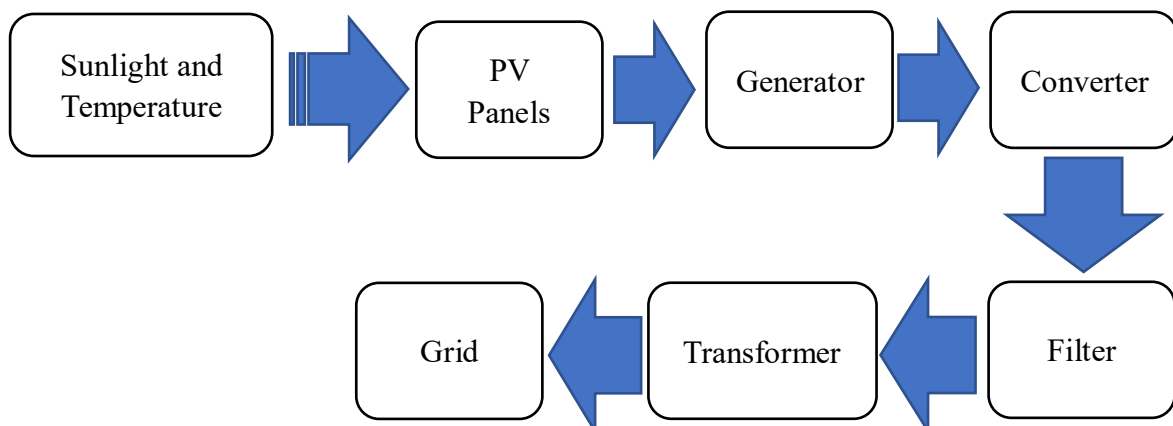 Sunlight and
Temperature
PV
Panels
Generator
Converter
Filter
Transformer
Grid